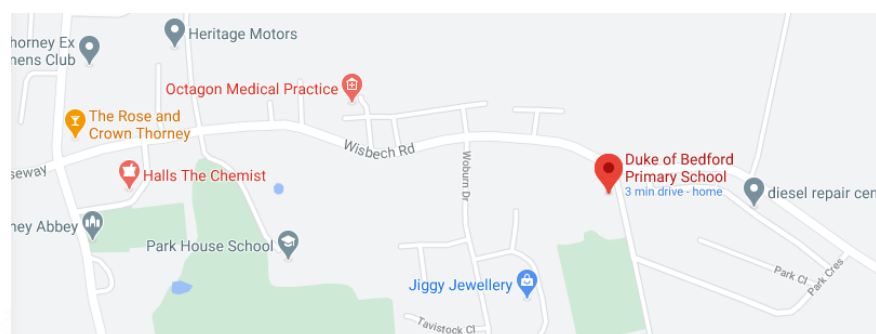 horney Ex
mens Club
Heritage Motors
Octagon Medical Practice
The Rose and
Crown Thorney
Wisbech Rd
seway
Halls The Chemist
Woburn Dr
Duke of Bedford
Primary School
3 min drive - home
diesel repair cen
ney Abbey
Park House School
Park Cl
Park Cres
Jiggy Jewellery
Tavistock Cl